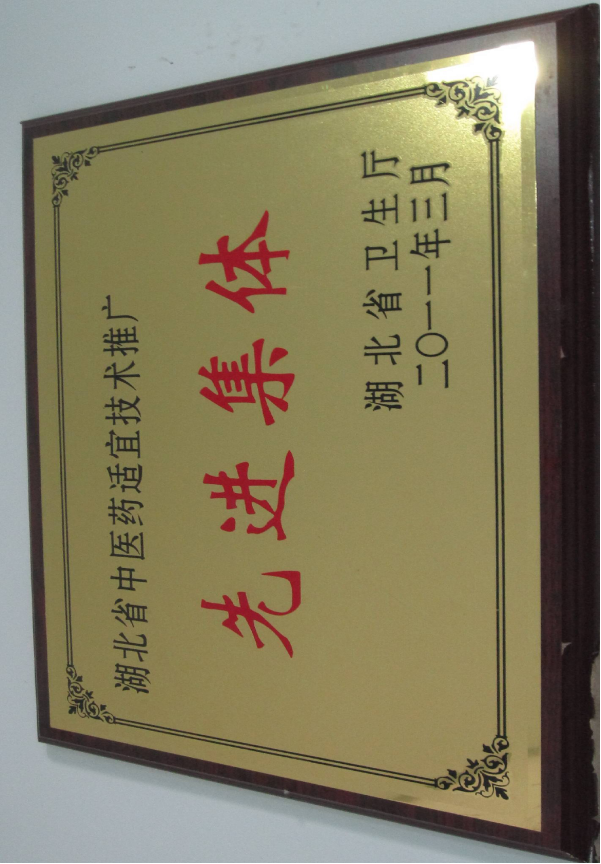 湖北省中医药适宜技术推广
先进集体
湖北省卫生厅
二〇一一年三月